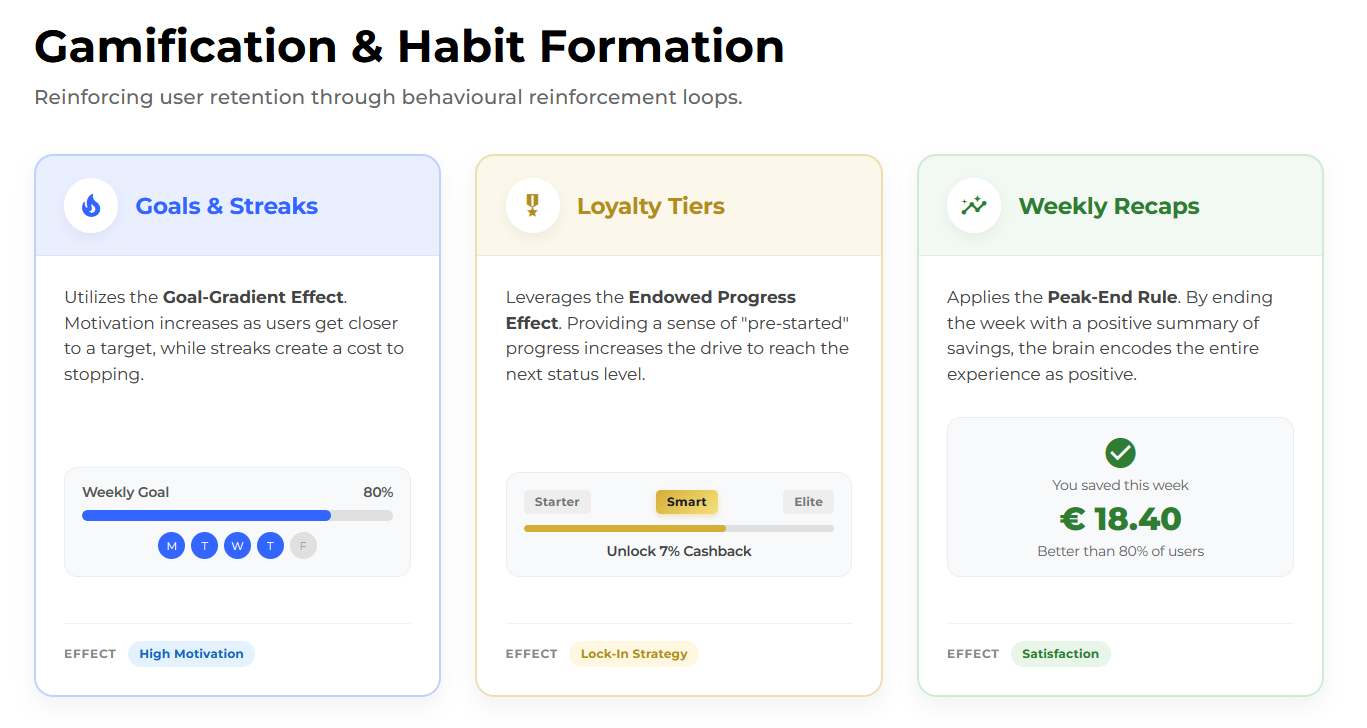 Gamification & Habit Formation
Reinforcing user retention through behavioural reinforcement loops.
Goals & Streaks
Utilizes the Goal-Gradient Effect.
Motivation increases as users get closer
to a target, while streaks create a cost to
stopping.
Weekly Goal 80%
M T W T F
EFFECT High Motivation
Loyalty Tiers
Leverages the Endowed Progress
Effect. Providing a sense of "pre-started"
progress increases the drive to reach the
next status level.
Starter Smart Elite
Unlock 7% Cashback
EFFECT Lock-In Strategy
Weekly Recaps
Applies the Peak-End Rule. By ending
the week with a positive summary of
savings, the brain encodes the entire
experience as positive.
You saved this week
€ 18.40
Better than 80% of users
EFFECT Satisfaction